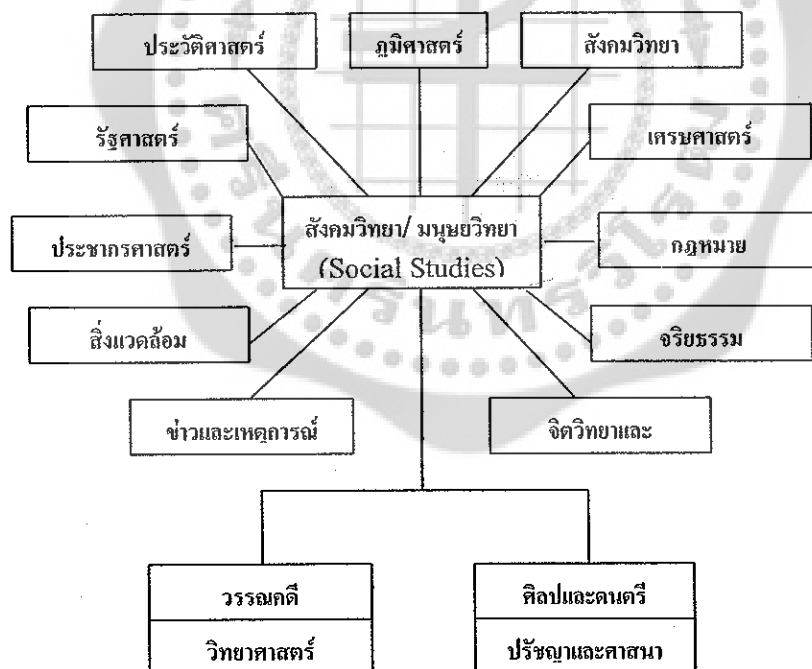 ประวัติศาสตร์
ภูมิศาสตร์
สังคมวิทยา
รัฐศาสตร์
เศรษศาสตร์
สังคมวิทยา/ มนุษยวิทยา
(Social Studies)
ประชากรศาสตร์
กฎหมาย
สิ่งแวดล้อม
จริยธรรม
ข่าวและเหตุการณ์
จิตวิทยาและ
วรรณคดี
ศิลปและดนตรี
วิทยาศาสตร์
ปรัชญาและศาสนา